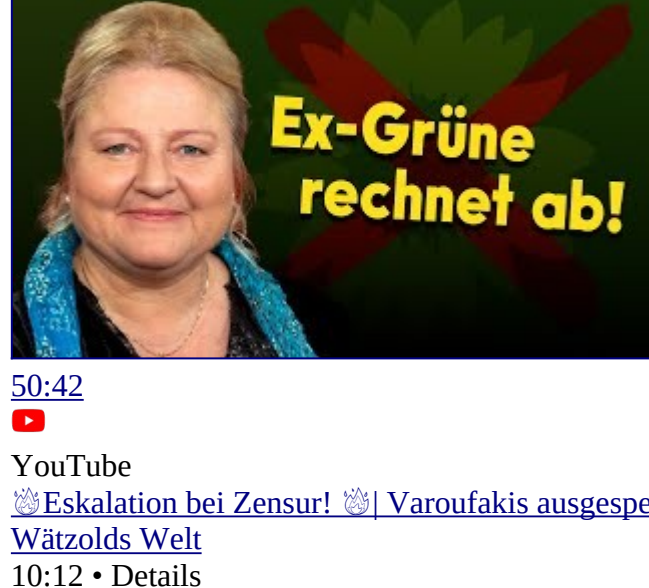 Ex-Grüne
rechnet ab!
50:42
YouTube
🔥Eskalation bei Zensur! 🔥| Varoufakis ausgespe
Wätzolds Welt
10:12 • Details